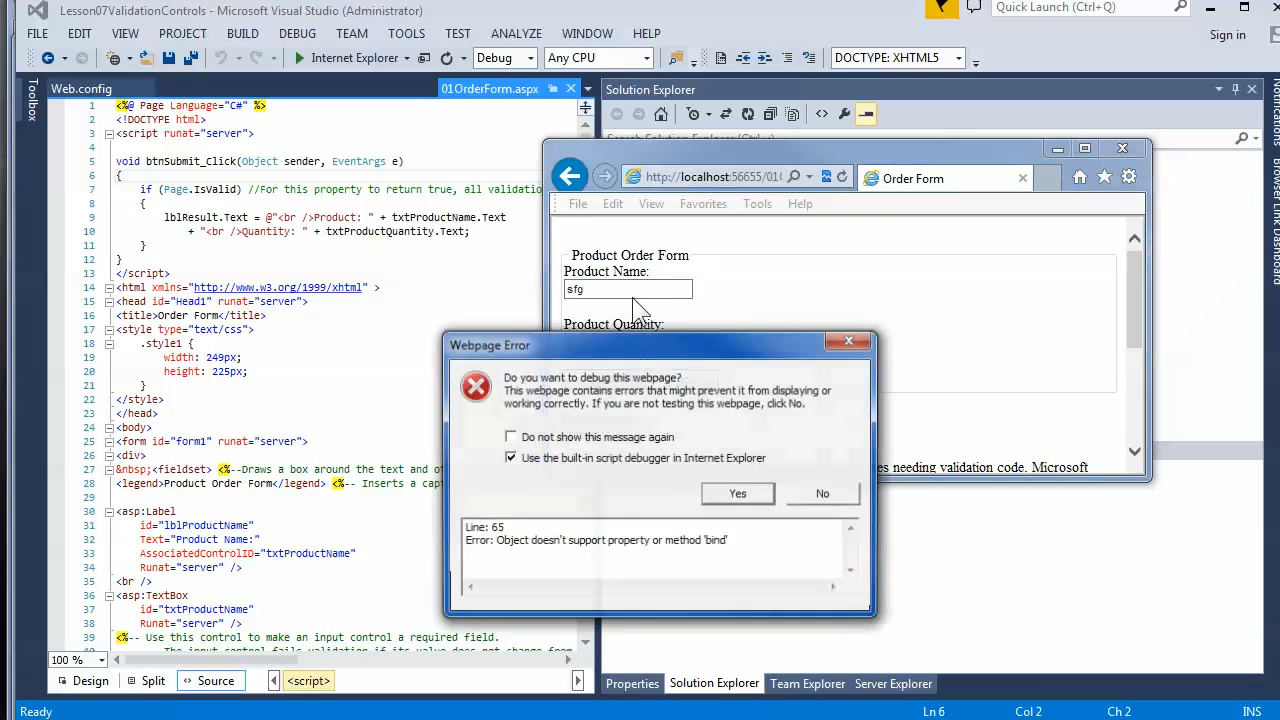 Lesson07ValidationControls - Microsoft Visual Studio (Administrator)
Quick Launch (Ctrl+Q)
FILE EDIT VIEW PROJECT BUILD DEBUG TEAM TOOLS TEST ANALYZE WINDOW HELP
Sign in
Internet Explorer Debug Any CPU DOCTYPE: XHTML5
Toolbox
Web.config 01OrderForm.aspx
1 <%@ Page Language="C#" %>
2 <!DOCTYPE html>
3 <script runat="server">
4
5 void btnSubmit_Click(Object sender, EventArgs e)
6 {
7 if (Page.IsValid) //For this property to return true, all validation
8 {
9 lblResult.Text = @"<br />Product: " + txtProductName.Text
10 + "<br />Quantity: " + txtProductQuantity.Text;
11 }
12 }
13 </script>
14 <html xmlns="http://www.w3.org/1999/xhtml" >
15 <head id="Head1" runat="server">
16 <title>Order Form</title>
17 <style type="text/css">
18 .style1 {
19 width: 249px;
20 height: 225px;
21 }
22 </style>
23 </head>
24 <body>
25 <form id="form1" runat="server">
26 <div>
27 &nbsp;<fieldset> <%--Draws a box around the text and
28 <legend>Product Order Form</legend> <%-- Inserts a
29
30 <asp:Label
31 id="lblProductName"
32 Text="Product Name:"
33 AssociatedControlID="txtProductName"
34 Runat="server" />
35 <br />
36 <asp:TextBox
37 id="txtProductName"
38 Runat="server" />
39 <%-- Use this control to make an input control a required field.
100 %
Design Split Source <script>
Solution Explorer
Search Solution Explorer (Ctrl+;)
http://localhost:56655/01
Order Form
File Edit View Favorites Tools Help
Product Order Form
Product Name:
sfg
Product Quantity:
es needing validation code. Microsoft
Webpage Error
Do you want to debug this webpage?
This webpage contains errors that might prevent it from displaying or
working correctly. If you are not testing this webpage, click No.
Do not show this message again
Use the built-in script debugger in Internet Explorer
Yes No
Line: 65
Error: Object doesn't support property or method 'bind'
Properties Solution Explorer Team Explorer Server Explorer
Notifications
Browser Link Dashboard
Ready Ln 6 Col 2 Ch 2 INS